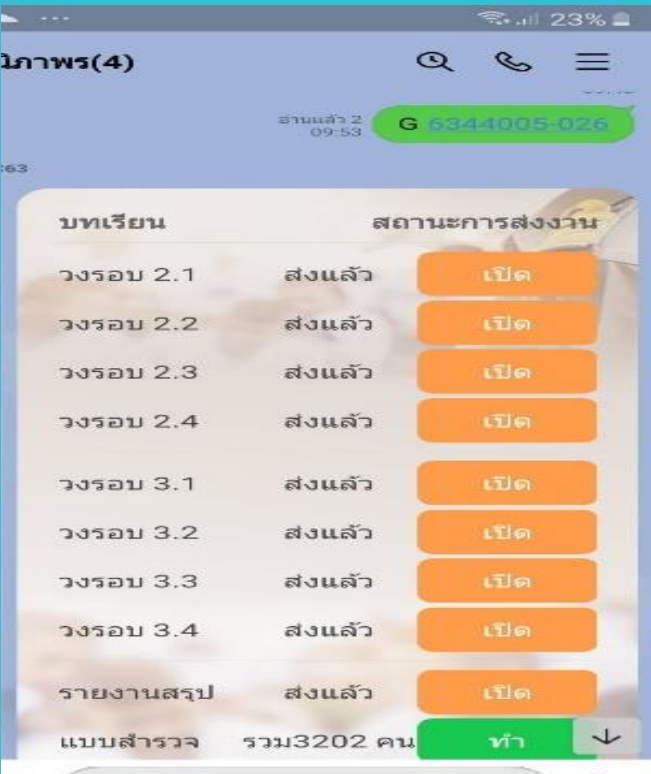 23%
ภาพร(4)
อ่านแล้ว 2
09:53
G 6344005-026
:63
บทเรียน สถานะการส่งงาน
วงรอบ 2.1 ส่งแล้ว เปิด
วงรอบ 2.2 ส่งแล้ว เปิด
วงรอบ 2.3 ส่งแล้ว เปิด
วงรอบ 2.4 ส่งแล้ว เปิด
วงรอบ 3.1 ส่งแล้ว เปิด
วงรอบ 3.2 ส่งแล้ว เปิด
วงรอบ 3.3 ส่งแล้ว เปิด
วงรอบ 3.4 ส่งแล้ว เปิด
รายงานสรุป ส่งแล้ว เปิด
แบบสำรวจ รวม3202 คน ทำ